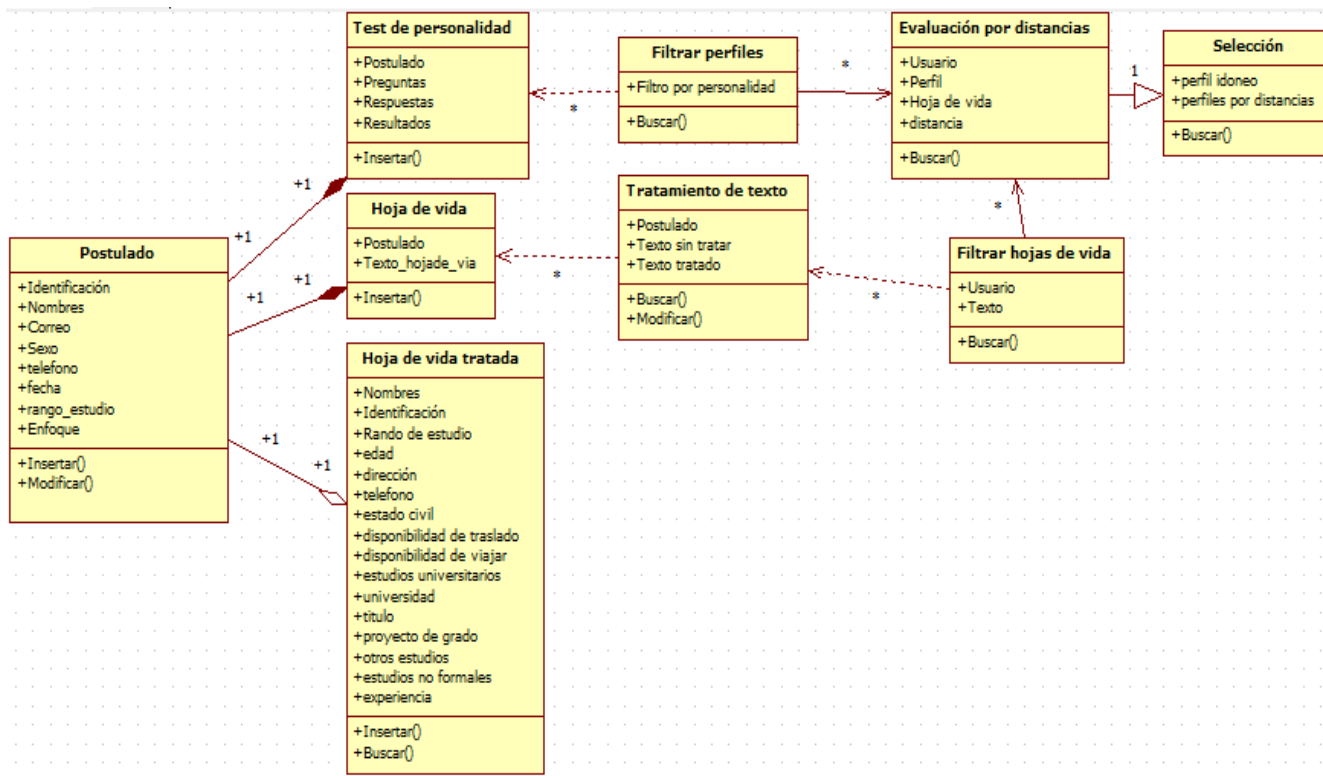 Test de personalidad
+Postulado
+Preguntas
+Respuestas
+Resultados
+Insertar()
Filtrar perfiles
+Filtro por personalidad
+Buscar()
*
*
Evaluación por distancias
+Usuario
+Perfil
+Hoja de vida
+distancia
+Buscar()
1
Selección
+perfil idoneo
+perfiles por distancias
+Buscar()
+1
+1
Hoja de vida
+Postulado
+Texto_hojade_via
+Insertar()
+1
+1
*
Tratamiento de texto
+Postulado
+Texto sin tratar
+Texto tratado
+Buscar()
+Modificar()
*
*
Filtrar hojas de vida
+Usuario
+Texto
+Buscar()
Postulado
+Identificación
+Nombres
+Correo
+Sexo
+telefono
+fecha
+rango_estudio
+Enfoque
+Insertar()
+Modificar()
+1
+1
Hoja de vida tratada
+Nombres
+Identificación
+Rando de estudio
+edad
+dirección
+telefono
+estado civil
+disponibilidad de traslado
+disponibilidad de viajar
+estudios universitarios
+universidad
+titulo
+proyecto de grado
+otros estudios
+estudios no formales
+experiencia
+Insertar()
+Buscar()